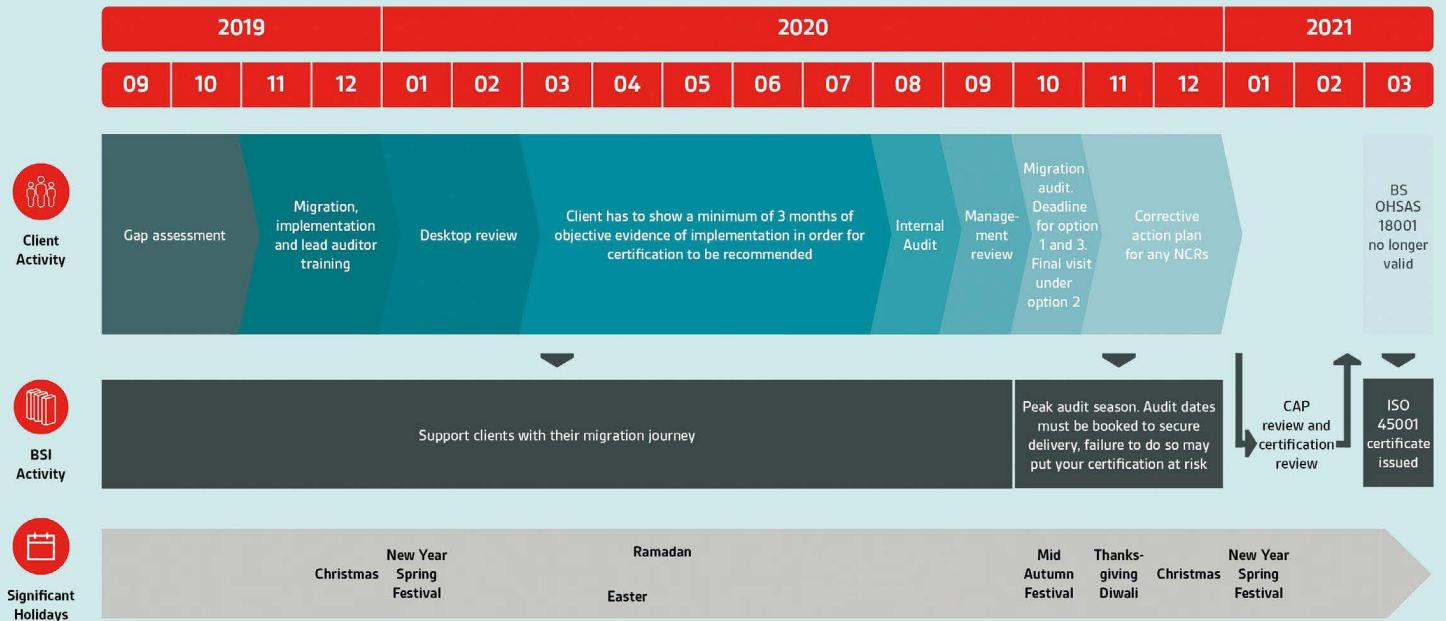 2019 2020 2021
09 10 11 12 01 02 03 04 05 06 07 08 09 10 11 12 01 02 03
Client
Activity
Gap assessment
Migration,
implementation
and lead auditor
training
Desktop review
Client has to show a minimum of 3 months of
objective evidence of implementation in order for
certification to be recommended
Internal
Audit
Manage-
ment
review
Migration
audit.
Deadline
for option
1 and 3.
Final visit
under
option 2
Corrective
action plan
for any NCRs
BS
OHSAS
18001
no longer
valid
BSI
Activity
Support clients with their migration journey
Peak audit season. Audit dates
must be booked to secure
delivery, failure to do so may
put your certification at risk
CAP
review and
certification
review
ISO
45001
certificate
issued
Significant
Holidays
Christmas
New Year
Spring
Festival
Ramadan
Easter
Mid
Autumn
Festival
Thanks-
giving
Diwali
Christmas
New Year
Spring
Festival